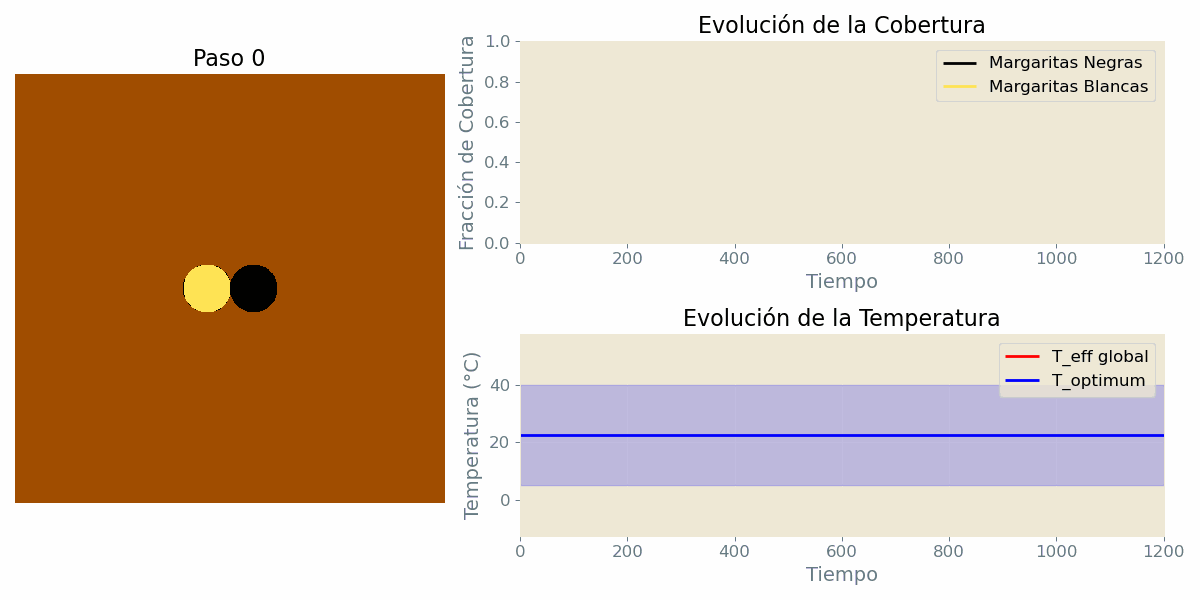 Paso 0
Evolución de la Cobertura
Fracción de Cobertura
1.0
0.8
0.6
0.4
0.2
0.0
Margaritas Negras
Margaritas Blancas
0 200 400 600 800 1000 1200
Tiempo
Evolución de la Temperatura
Temperatura (°C)
40
20
0
T_eff global
T_optimum
0 200 400 600 800 1000 1200
Tiempo